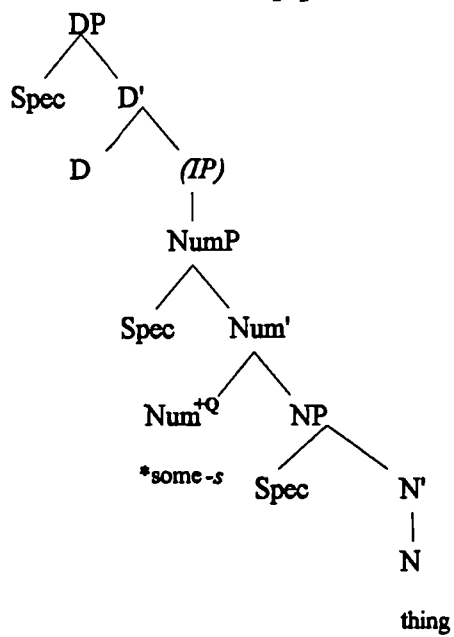 DP
Spec D'
D (IP)
NumP
Spec Num'
Num+Q NP
*some -s Spec N'
N
thing